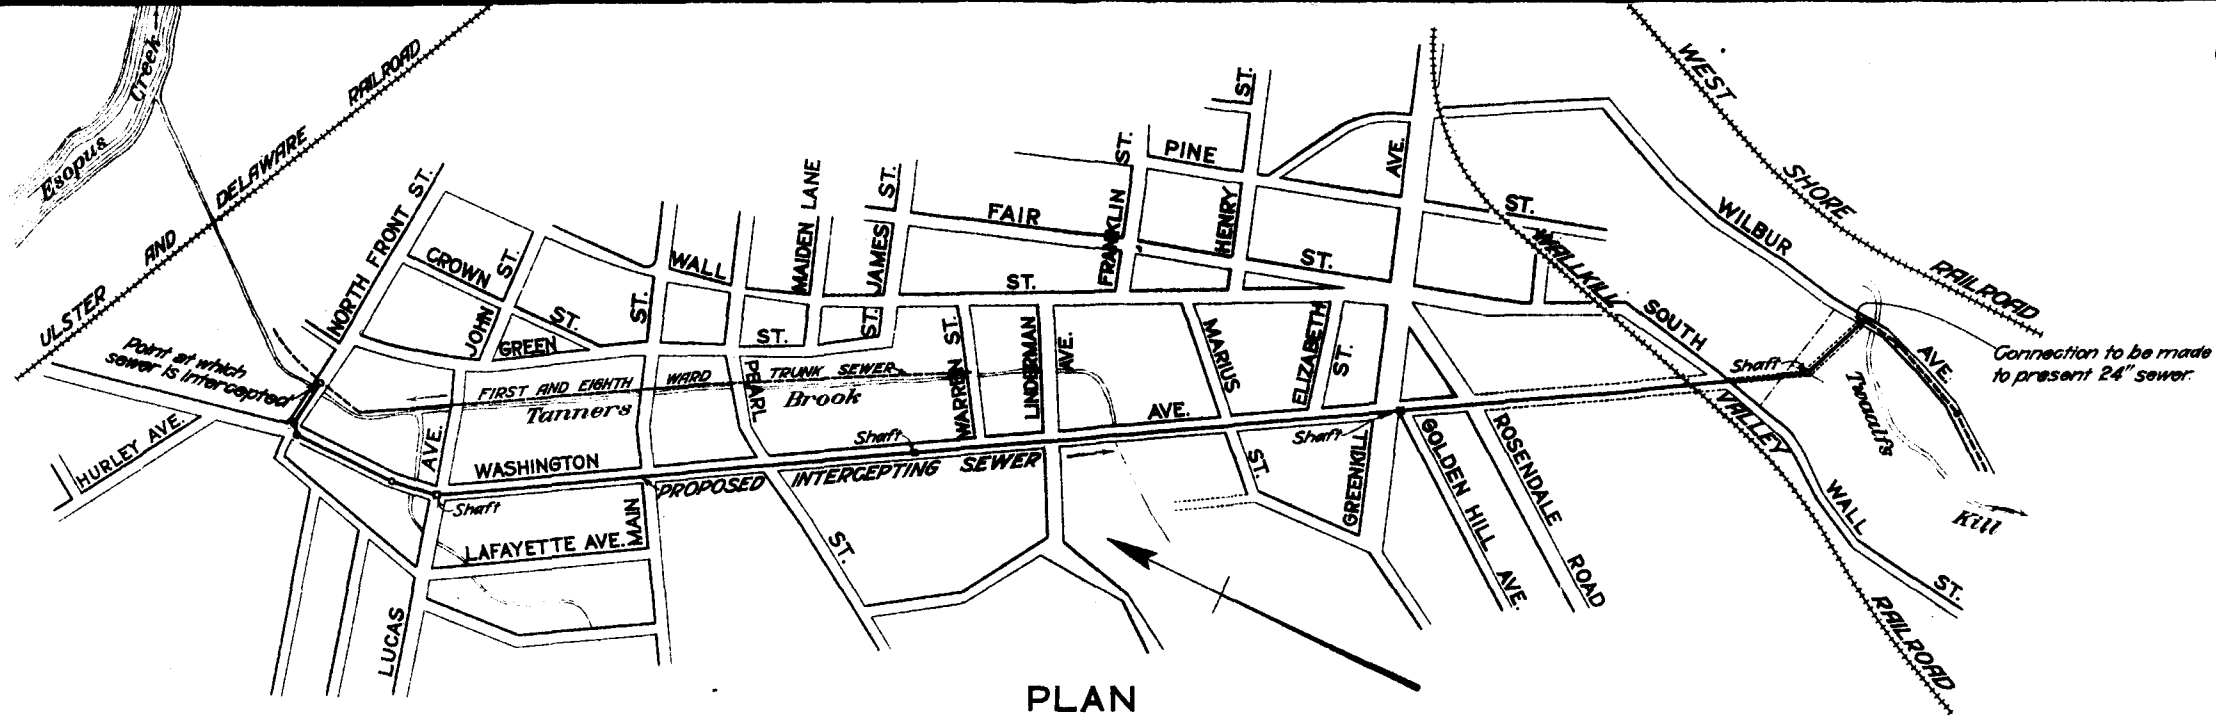 Esopus Creek
ULSTER AND DELAWARE RAILROAD
Point at which
sewer is intercepted
HURLEY AVE.
NORTH FRONT ST.
CROWN ST.
JOHN ST.
GREEN ST.
WALL ST.
MAIDEN LANE
JAMES ST.
ST.
FAIR ST.
FRANKLIN ST.
PINE ST.
HENRY ST.
AVE.
FIRST AND EIGHTH WARD TRUNK SEWER
Tanners Brook
PEARL ST.
WARREN ST.
LINDERMAN AVE.
MARIUS ST.
ELIZABETH ST.
WASHINGTON AVE.
PROPOSED INTERCEPTING SEWER
Shaft
Shaft
Shaft
Shaft
LAFAYETTE AVE.
MAIN ST.
LUCAS AVE.
GREENKILL
GOLDEN HILL AVE.
ROSENDALE ROAD
WALLKILL VALLEY RAILROAD
SOUTH WALL ST.
WEST SHORE RAILROAD
WILBUR AVE.
Connection to be made
to present 24" sewer.
Twaalfs Kill
PLAN